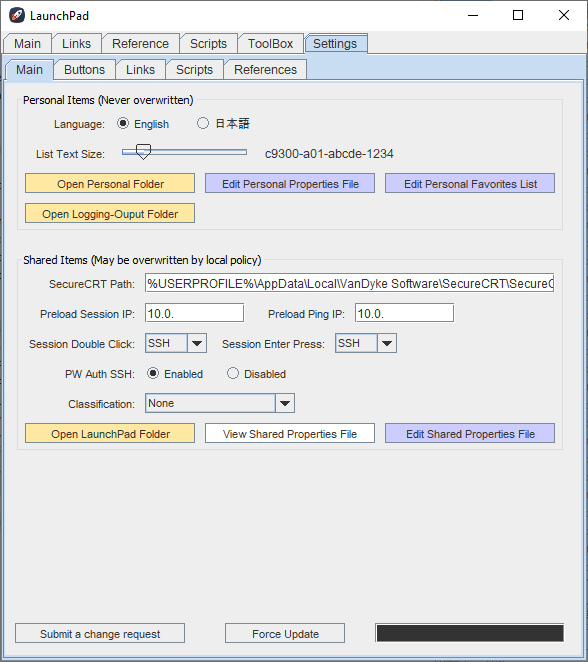 LaunchPad
Main Links Reference Scripts ToolBox Settings
Main Buttons Links Scripts References
Personal Items (Never overwritten)
Language: English 日本語
List Text Size: c9300-a01-abcde-1234
Open Personal Folder Edit Personal Properties File Edit Personal Favorites List
Open Logging-Ouput Folder
Shared Items (May be overwritten by local policy)
SecureCRT Path: %USERPROFILE%\AppData\Local\VanDyke Software\SecureCRT\SecureC
Preload Session IP: 10.0. Preload Ping IP: 10.0.
Session Double Click: SSH Session Enter Press: SSH
PW Auth SSH: Enabled Disabled
Classification: None
Open LaunchPad Folder View Shared Properties File Edit Shared Properties File
Submit a change request Force Update